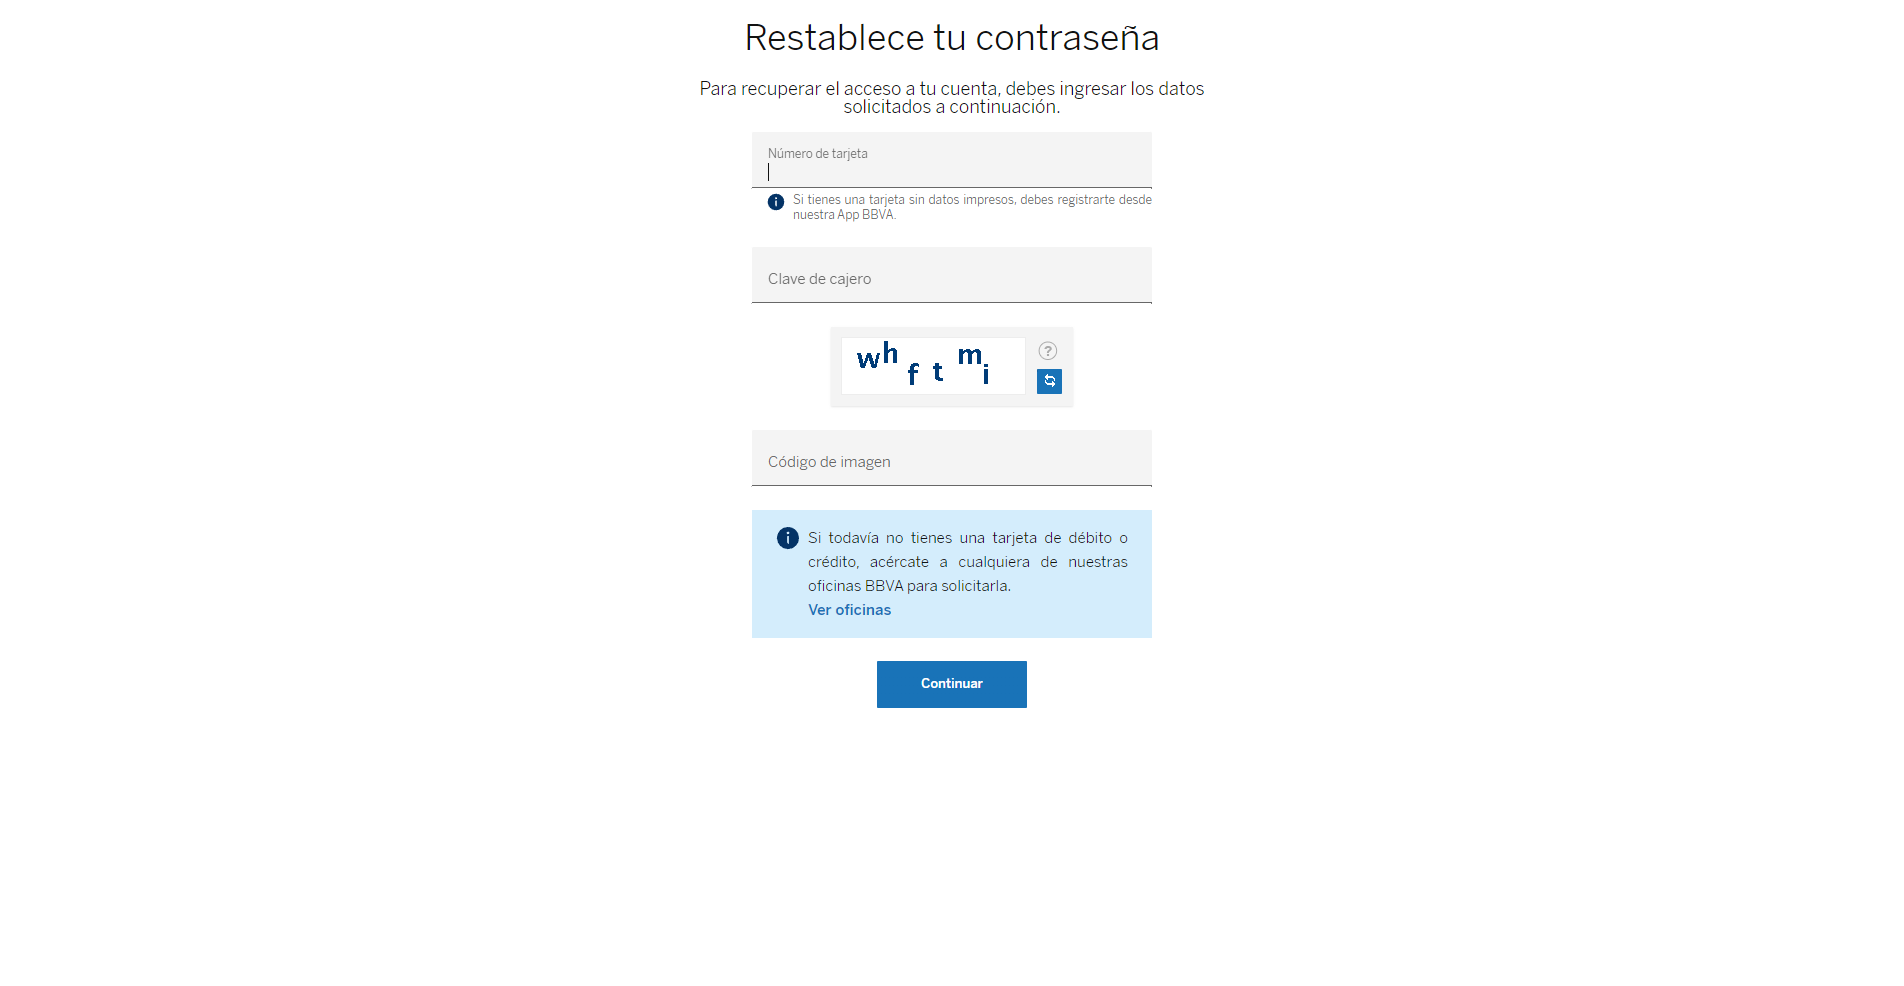 Restablece tu contraseña
Para recuperar el acceso a tu cuenta, debes ingresar los datos
solicitados a continuación.
Número de tarjeta
Si tienes una tarjeta sin datos impresos, debes registrarte desde
nuestra App BBVA.
Clave de cajero
whftmi
?
Código de imagen
Si todavía no tienes una tarjeta de débito o
crédito, acércate a cualquiera de nuestras
oficinas BBVA para solicitarla.
Ver oficinas
Continuar